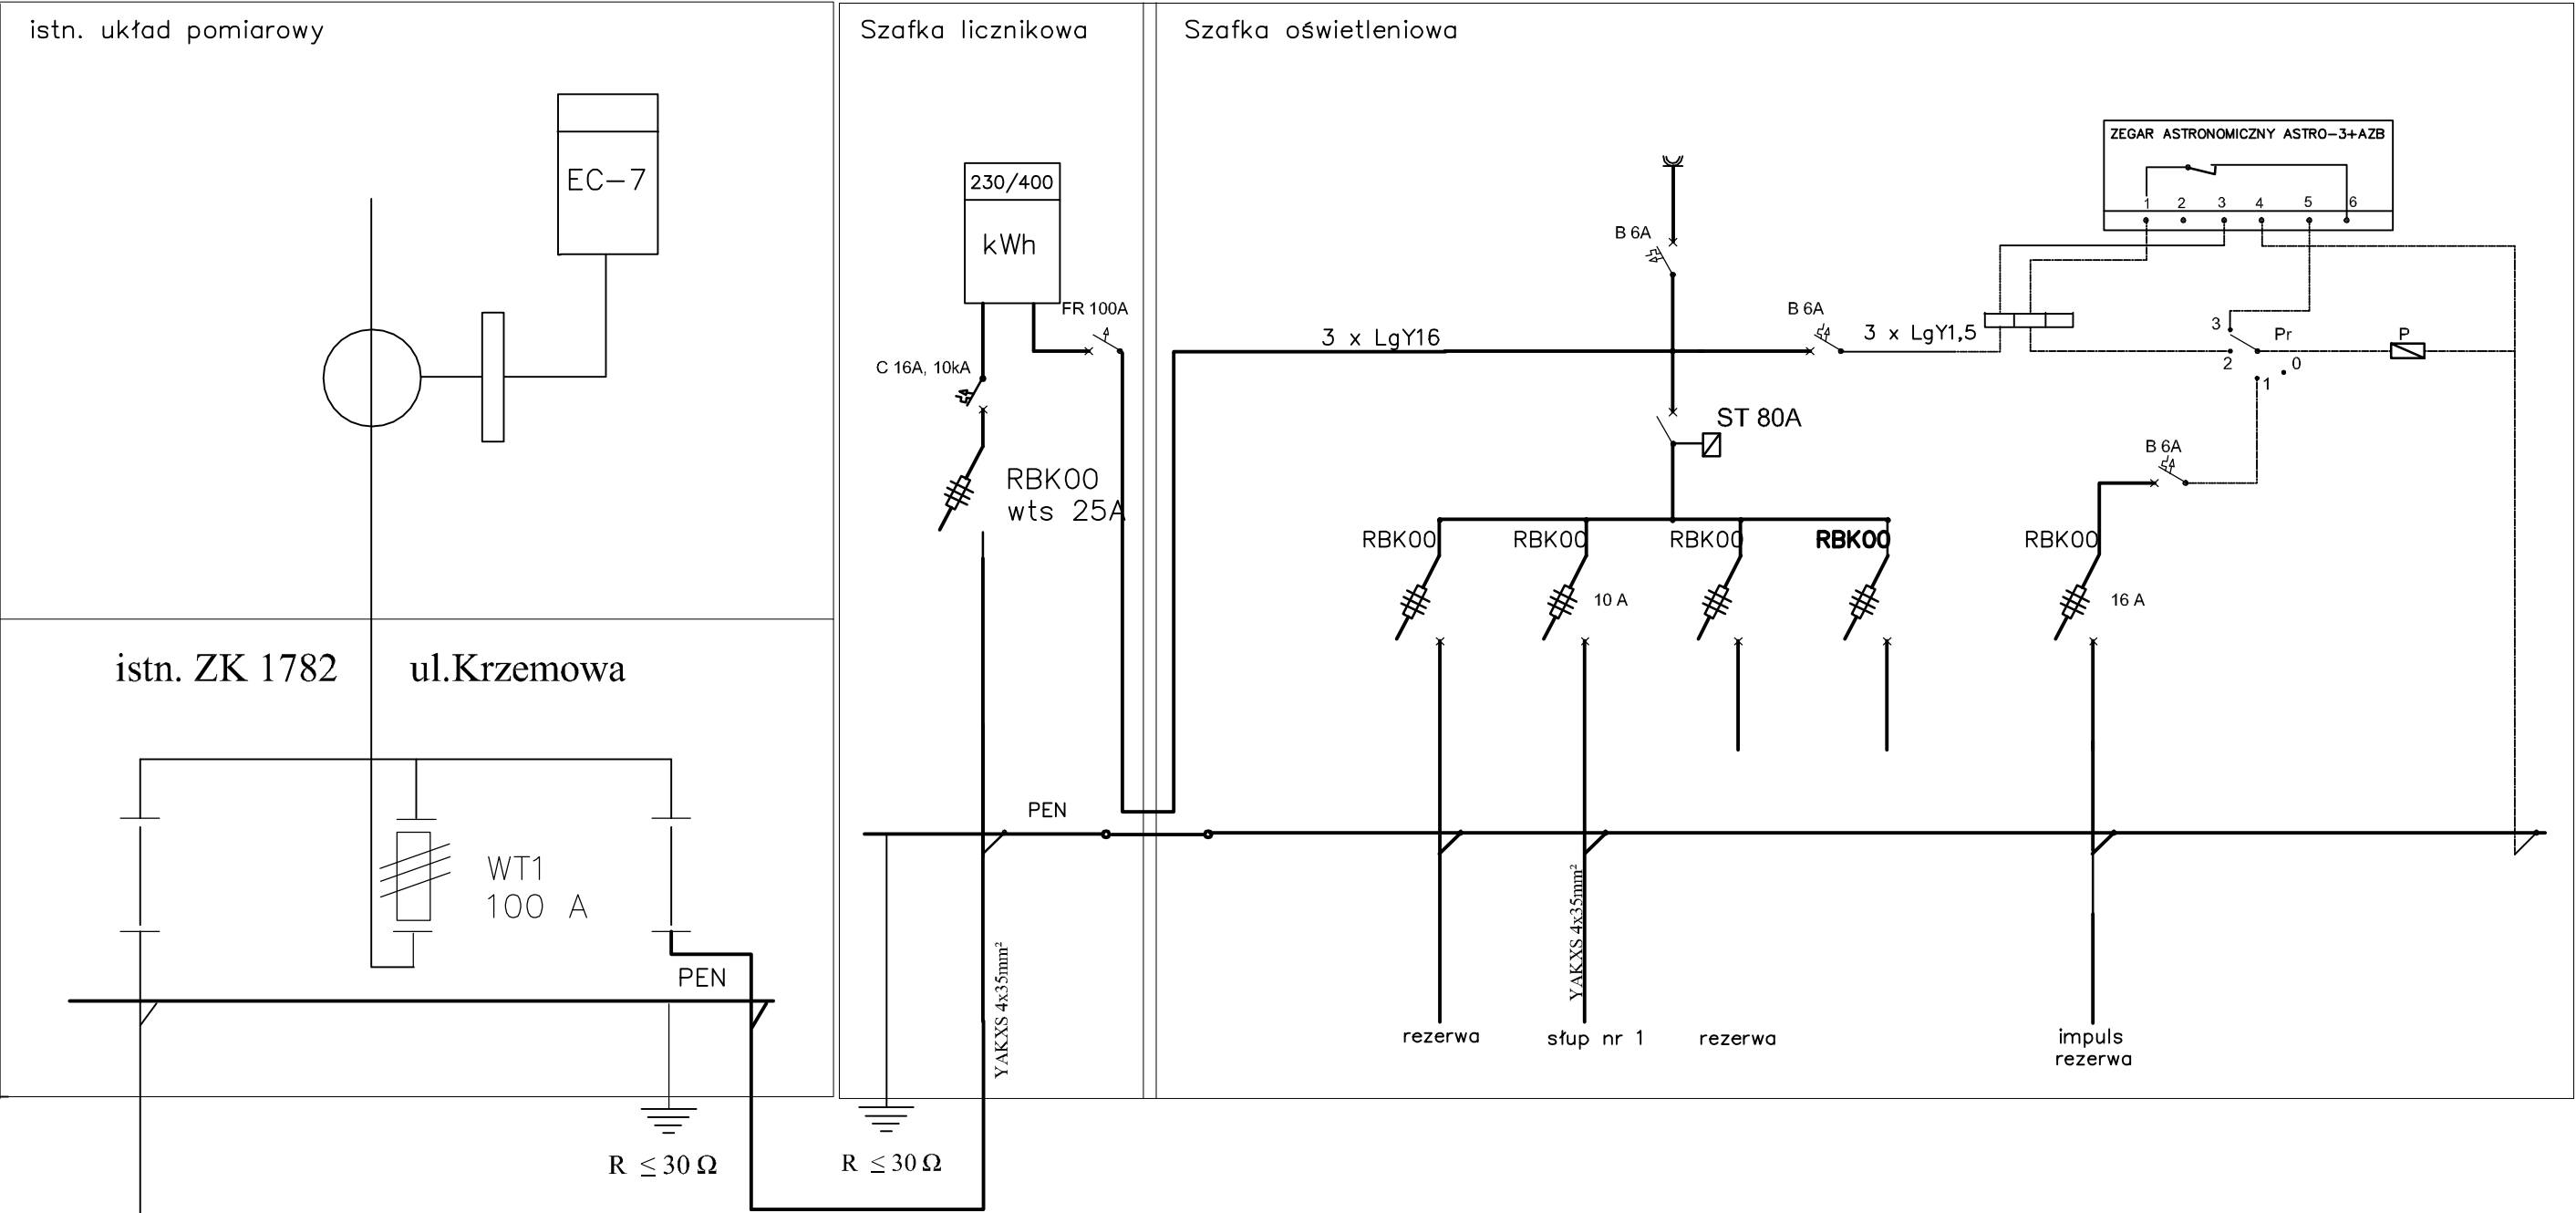 istn. układ pomiarowy
EC-7
istn. ZK 1782
ul.Krzemowa
WT1
100 A
PEN
R ≤ 30 Ω
Szafka licznikowa
230/400
kWh
FR 100A
C 16A, 10kA
RBK00
wts 25A
PEN
YAKXS 4x35mm²
R ≤ 30 Ω
Szafka oświetleniowa
ZEGAR ASTRONOMICZNY ASTRO-3+AZB
1 2 3 4 5 6
B 6A
3 x LgY16
B 6A
3 x LgY1,5
3
Pr
P
2
0
1
ST 80A
B 6A
RBK00
RBK00
RBK00
RBK00
RBK00
10 A
16 A
YAKXS 4x35mm²
rezerwa
słup nr 1
rezerwa
impuls
rezerwa